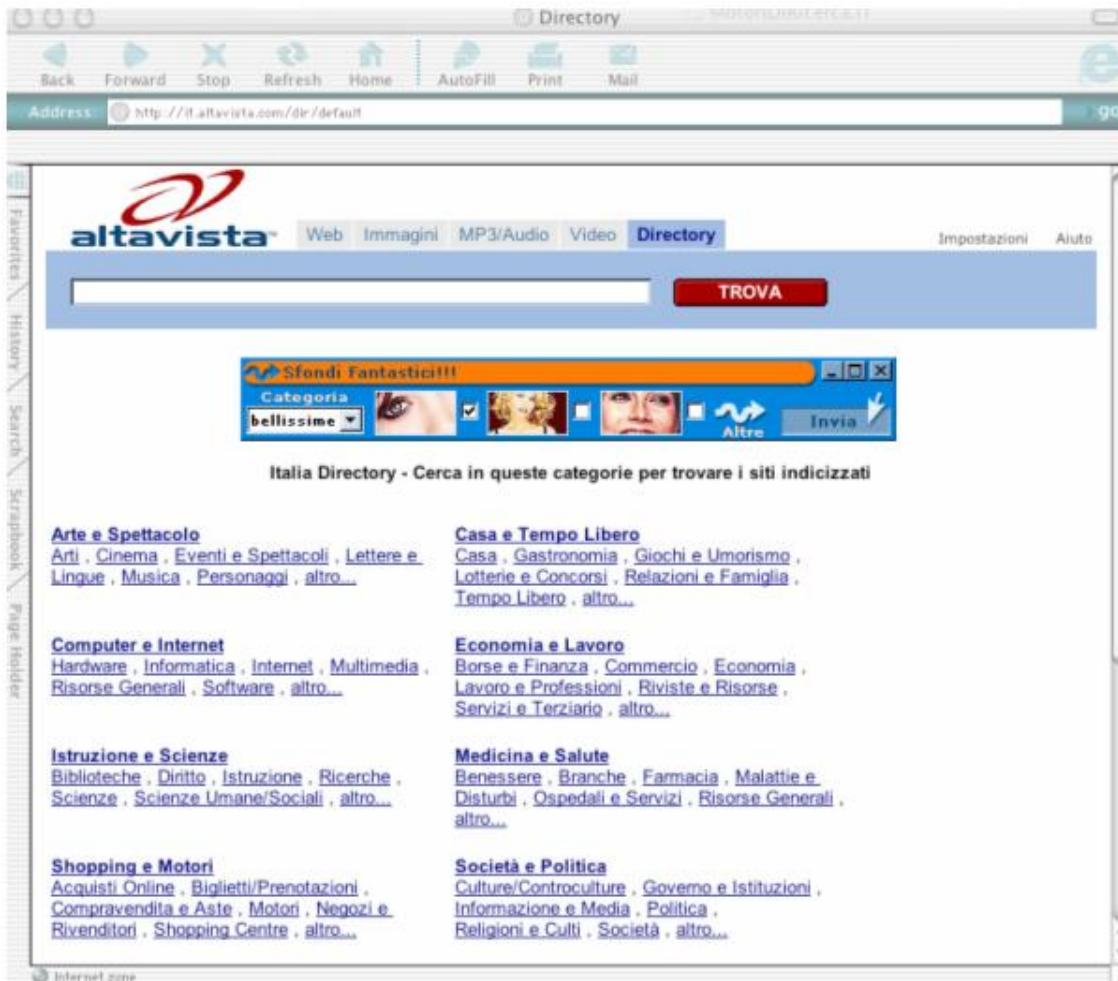 Directory
Back Forward Stop Refresh Home AutoFill Print Mail
Address: http://it.altavista.com/dir/default go
Favorites
History
Search
Scrapbook
Page Holder
altavista™ Web Immagini MP3/Audio Video Directory Impostazioni Aiuto
TROVA
Sfondi Fantastici!!!
Categoria
bellissime Altre Invia
Italia Directory - Cerca in queste categorie per trovare i siti indicizzati
Arte e Spettacolo
Arti , Cinema , Eventi e Spettacoli , Lettere e
Lingue , Musica , Personaggi , altro...
Casa e Tempo Libero
Casa , Gastronomia , Giochi e Umorismo ,
Lotterie e Concorsi , Relazioni e Famiglia ,
Tempo Libero , altro...
Computer e Internet
Hardware , Informatica , Internet , Multimedia ,
Risorse Generali , Software , altro...
Economia e Lavoro
Borse e Finanza , Commercio , Economia ,
Lavoro e Professioni , Riviste e Risorse ,
Servizi e Terziario , altro...
Istruzione e Scienze
Biblioteche , Diritto , Istruzione , Ricerche ,
Scienze , Scienze Umane/Sociali , altro...
Medicina e Salute
Benessere , Branche , Farmacia , Malattie e
Disturbi , Ospedali e Servizi , Risorse Generali ,
altro...
Shopping e Motori
Acquisti Online , Biglietti/Prenotazioni ,
Compravendita e Aste , Motori , Negozi e
Rivenditori , Shopping Centre , altro...
Società e Politica
Culture/Controculture , Governo e Istituzioni ,
Informazione e Media , Politica ,
Religioni e Culti , Società , altro...
Internet zone